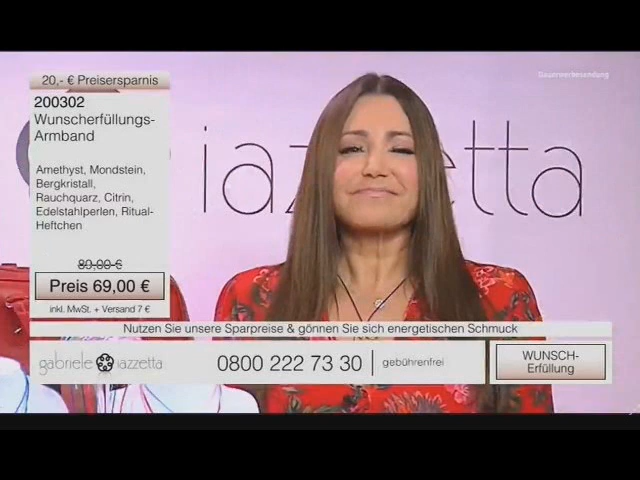 Dauerwerbesendung
20,- € Preisersparnis
200302
Wunscherfüllungs-
Armband
Amethyst, Mondstein,
Bergkristall,
Rauchquarz, Citrin,
Edelstahlperlen, Ritual-
Heftchen
89,00 €
Preis 69,00 €
inkl. MwSt. + Versand 7 €
iazzetta
Nutzen Sie unsere Sparpreise & gönnen Sie sich energetischen Schmuck
gabriele iazzetta
0800 222 73 30
gebührenfrei
WUNSCH-
Erfüllung